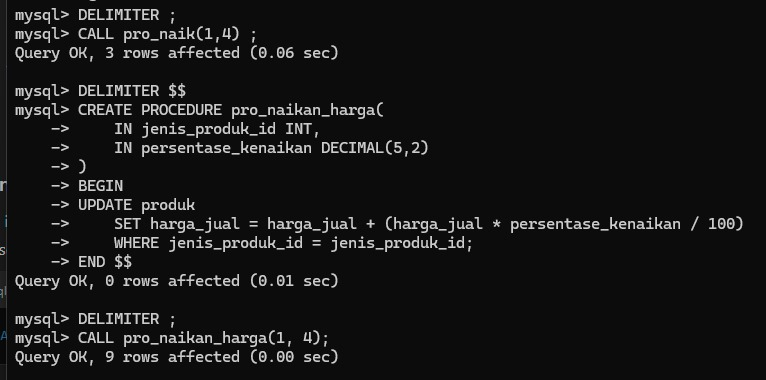 mysql> DELIMITER ;
mysql> CALL pro_naik(1,4) ;
Query OK, 3 rows affected (0.06 sec)
mysql> DELIMITER $$
mysql> CREATE PROCEDURE pro_naikan_harga(
    ->     IN jenis_produk_id INT,
    ->     IN persentase_kenaikan DECIMAL(5,2)
    -> )
    -> BEGIN
    -> UPDATE produk
    ->     SET harga_jual = harga_jual + (harga_jual * persentase_kenaikan / 100)
    ->     WHERE jenis_produk_id = jenis_produk_id;
    -> END $$
Query OK, 0 rows affected (0.01 sec)
mysql> DELIMITER ;
mysql> CALL pro_naikan_harga(1, 4);
Query OK, 9 rows affected (0.00 sec)